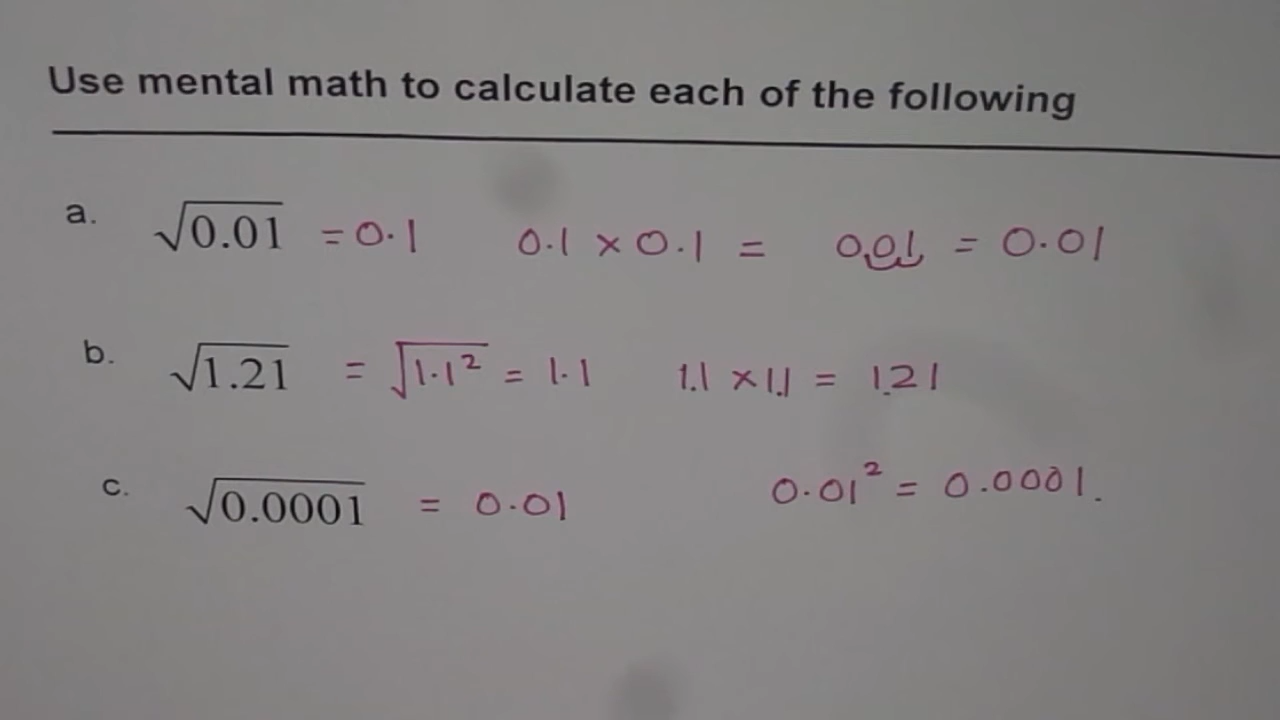 Use mental math to calculate each of the following
a. √0.01 = 0.1 0.1 × 0.1 = 0.01 = 0.01
b. √1.21 = √1.1² = 1.1 1.1 × 1.1 = 1.21
c. √0.0001 = 0.01 0.01² = 0.0001.